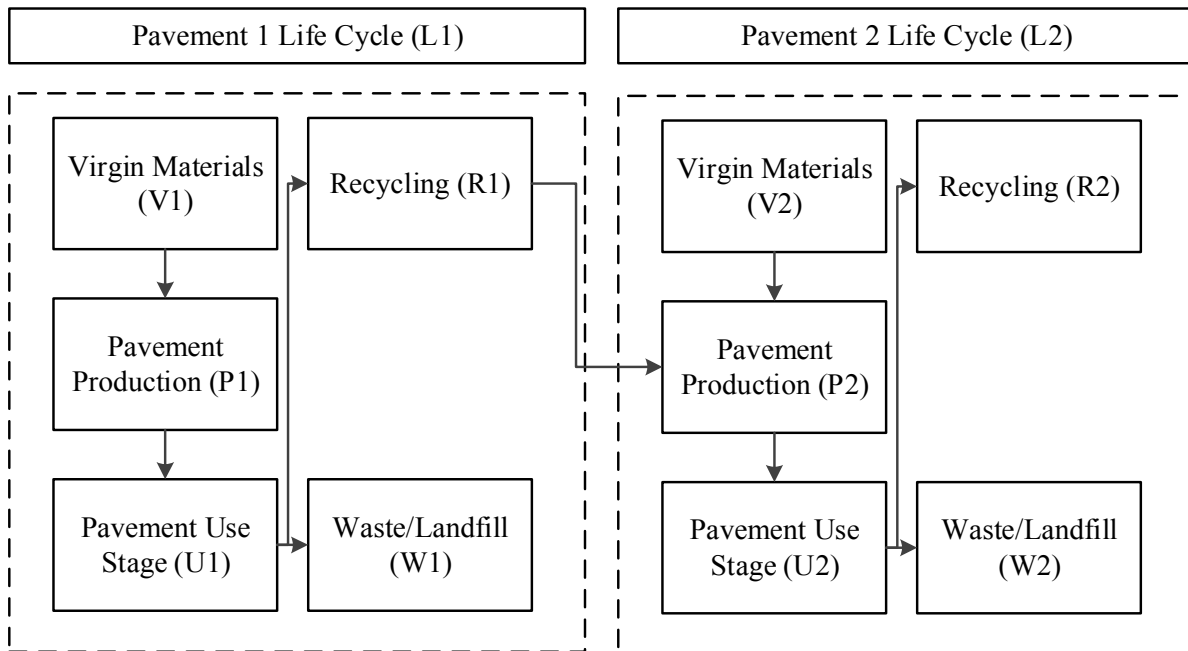 Pavement 1 Life Cycle (L1)
Pavement 2 Life Cycle (L2)
Virgin Materials
(V1)
Recycling (R1)
Pavement
Production (P1)
Pavement Use
Stage (U1)
Waste/Landfill
(W1)
Virgin Materials
(V2)
Recycling (R2)
Pavement
Production (P2)
Pavement Use
Stage (U2)
Waste/Landfill
(W2)